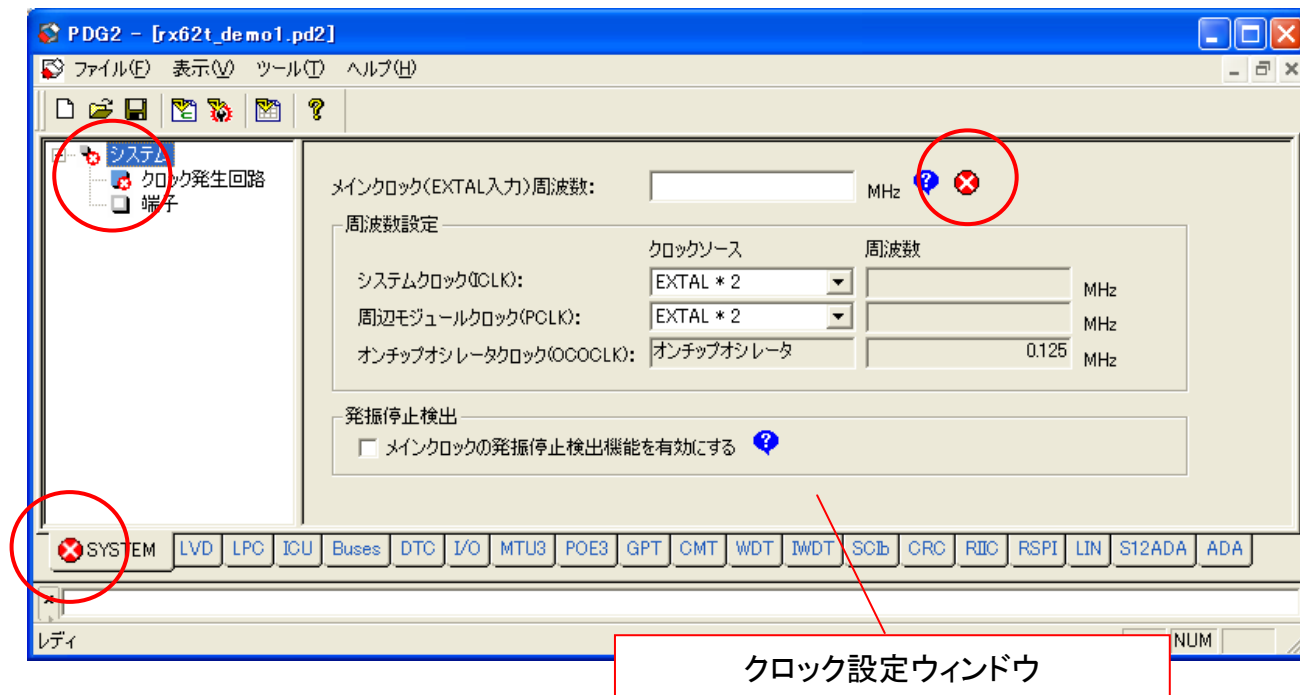 PDG2 - [rx62t_demo1.pd2]
ファイル(F) 表示(V) ツール(T) ヘルプ(H)
システム
クロック発生回路
端子
メインクロック(EXTAL入力)周波数: MHz
周波数設定
クロックソース 周波数
システムクロック(ICLK): EXTAL * 2 MHz
周辺モジュールクロック(PCLK): EXTAL * 2 MHz
オンチップオシレータクロック(OCOCLK): オンチップオシレータ 0.125 MHz
発振停止検出
メインクロックの発振停止検出機能を有効にする
SYSTEM LVD LPC ICU Buses DTC I/O MTU3 POE3 GPT CMT WDT IWDT SCIb CRC RIIC RSPI LIN S12ADA ADA
レディ NUM
クロック設定ウィンドウ